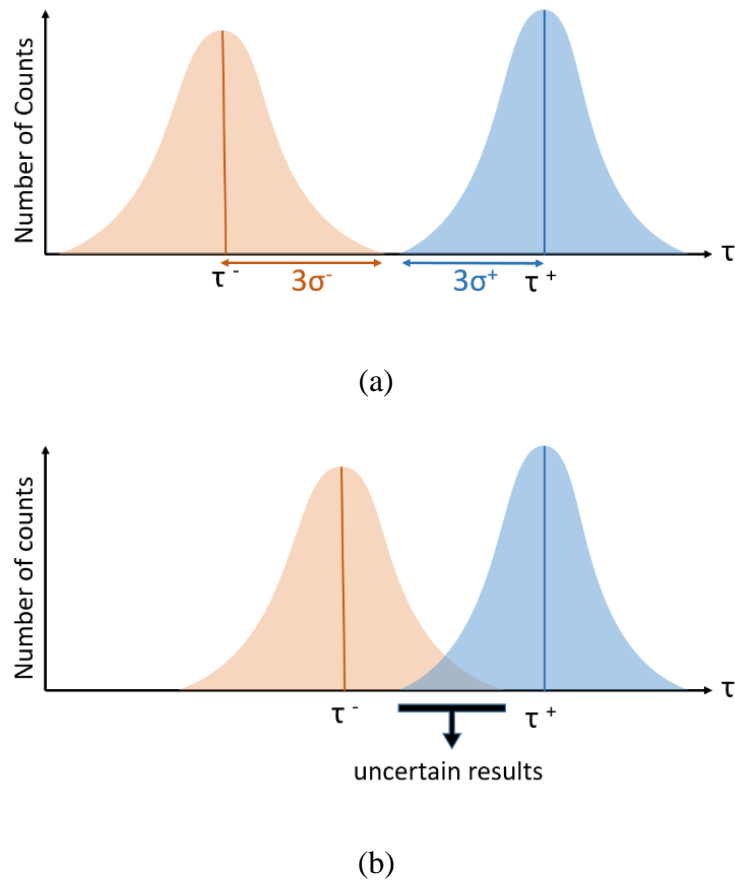 Number of Counts
τ
τ⁻
3σ⁻
3σ⁺
τ⁺
(a)
Number of counts
τ
τ⁻
τ⁺
uncertain results
(b)